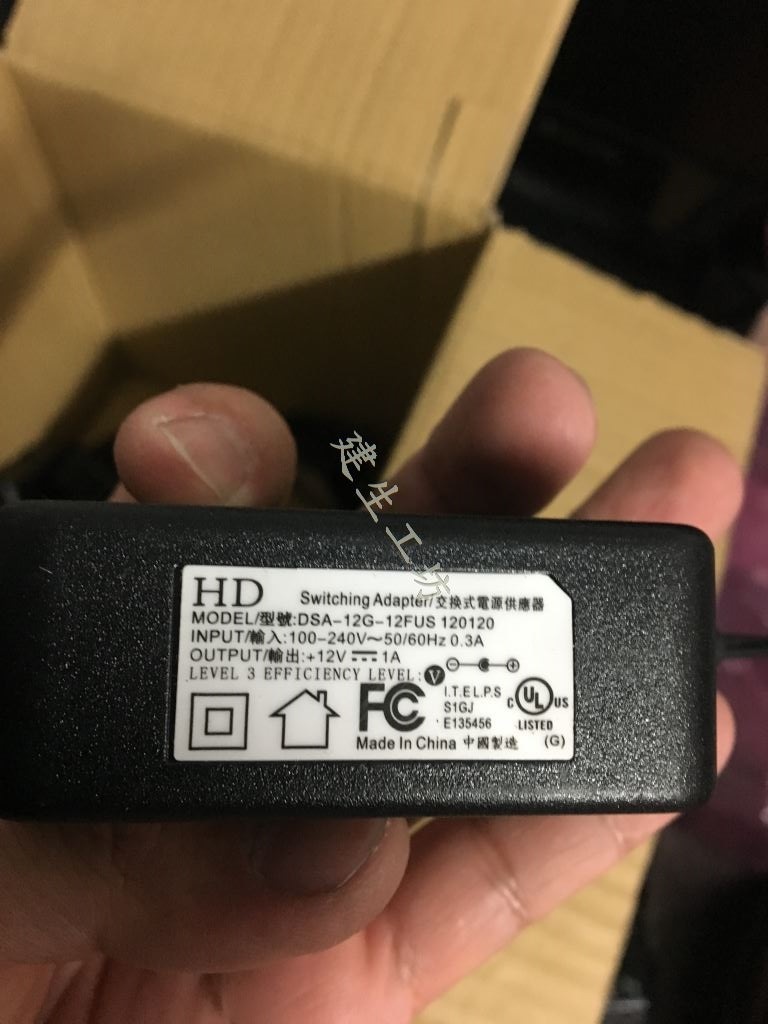 建生工坊
HD
Switching Adapter/交換式電源供應器
MODEL/型號:DSA-12G-12FUS 120120
INPUT/輸入:100-240V～50/60Hz 0.3A
OUTPUT/輸出:+12V⎓1A
LEVEL 3 EFFICIENCY LEVEL: V
FC
I.T.E L.P.S
S1GJ
E135456
c UL US
LISTED
Made In China 中國製造 (G)